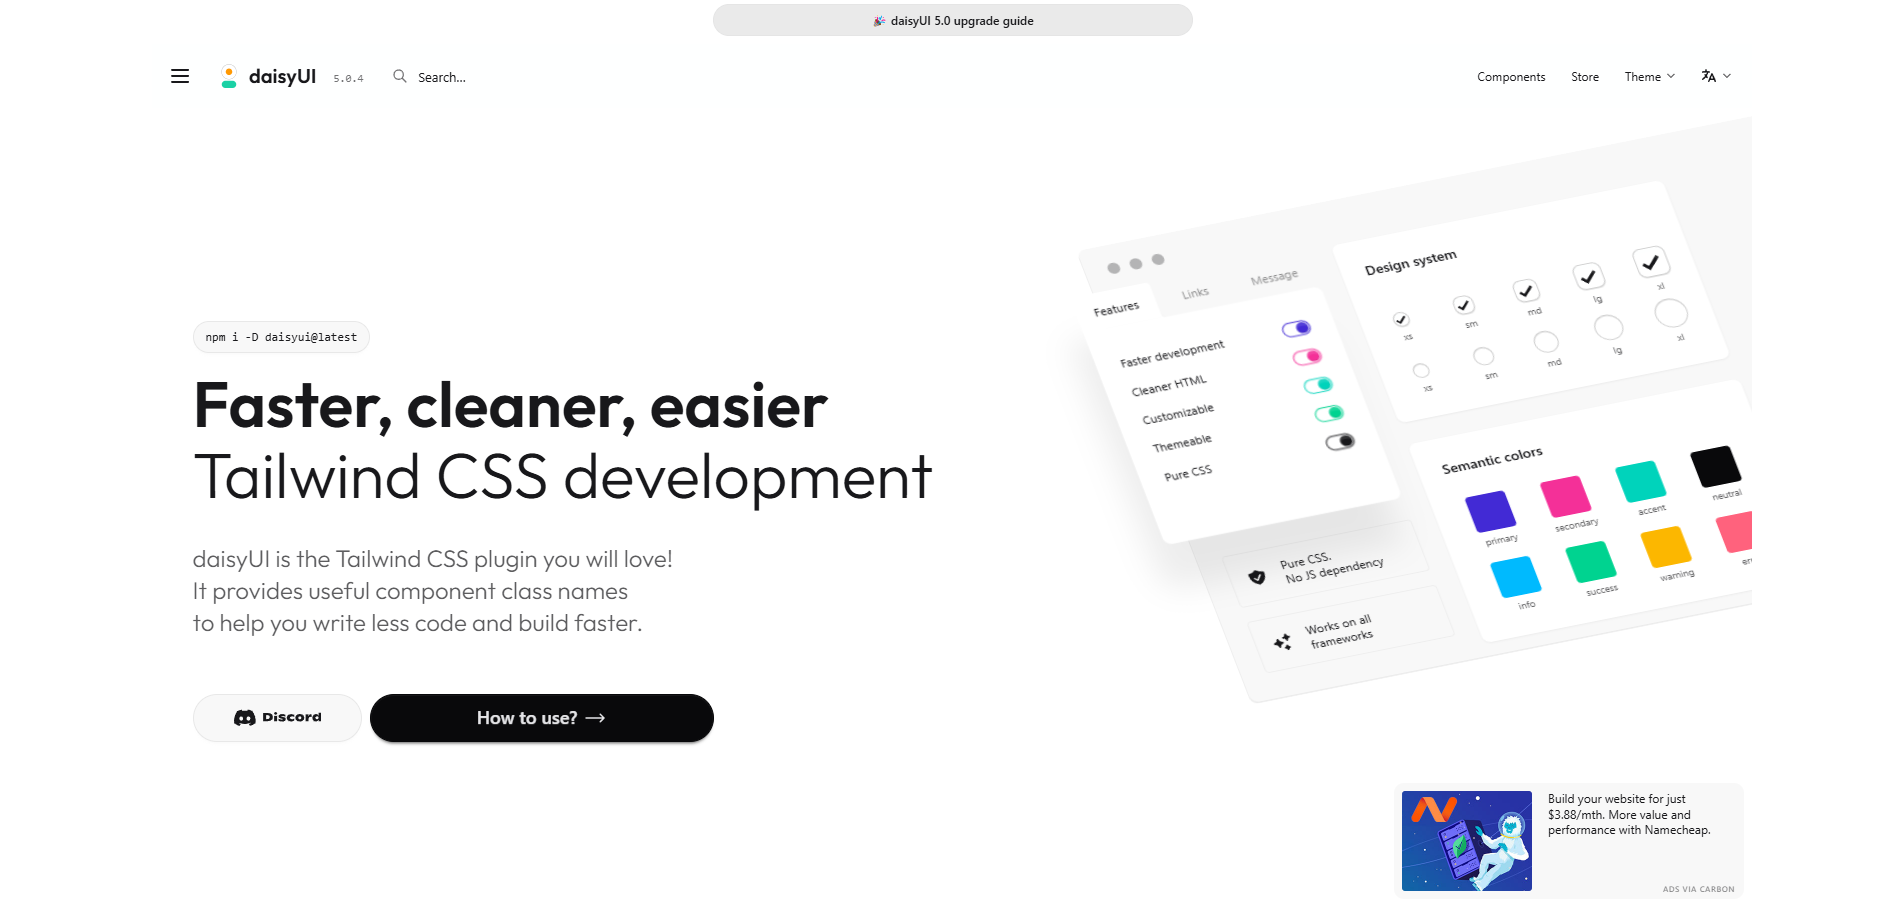 daisyUI 5.0 upgrade guide
daisyUI 5.0.4 Search...
Components Store Theme
npm i -D daisyui@latest
Faster, cleaner, easier
Tailwind CSS development
daisyUI is the Tailwind CSS plugin you will love!
It provides useful component class names
to help you write less code and build faster.
Discord How to use?
Features Links Message
Faster development
Cleaner HTML
Customizable
Themeable
Pure CSS
Pure CSS.
No JS dependency
Works on all
frameworks
Design system
xs sm md lg xl
xs sm md lg xl
Semantic colors
primary secondary accent neutral
info success warning
Build your website for just
$3.88/mth. More value and
performance with Namecheap.
ADS VIA CARBON